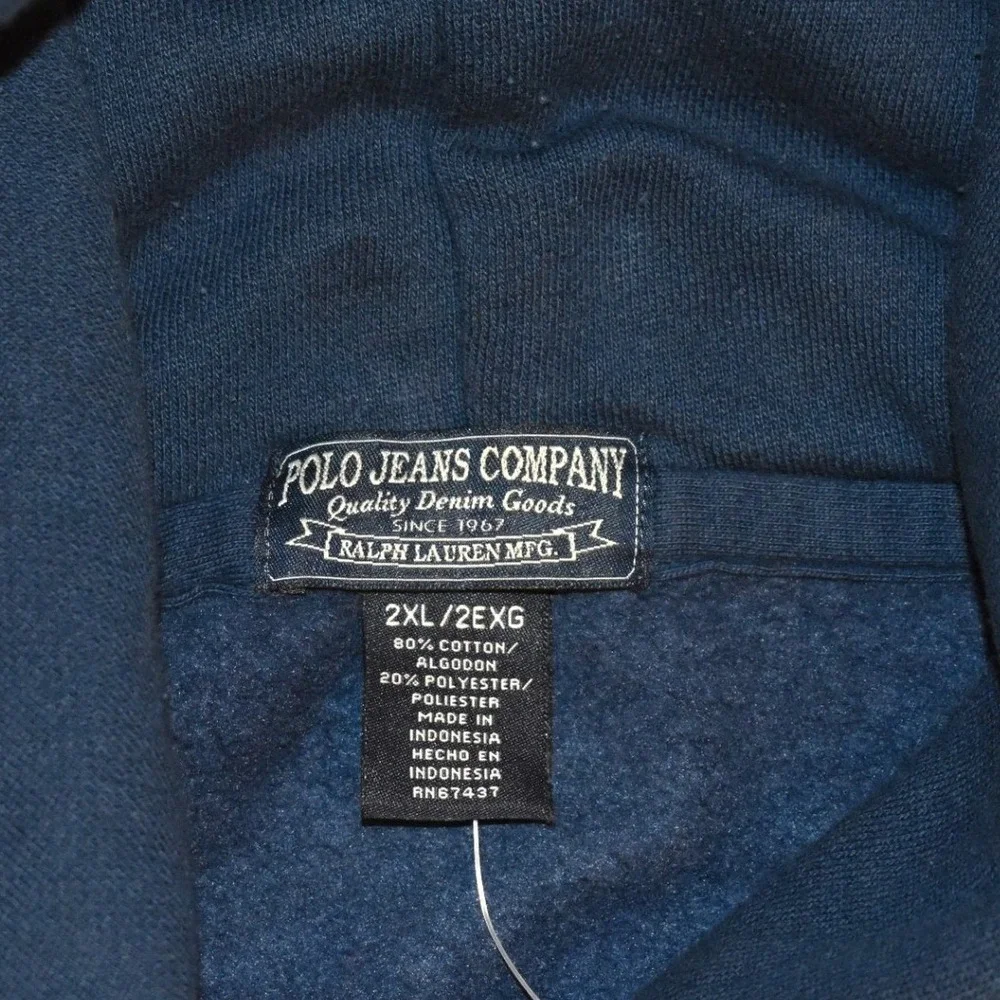 POLO JEANS COMPANY
Quality Denim Goods
SINCE 1967
RALPH LAUREN MFG.
2XL/2EXG
80% COTTON/
ALGODON
20% POLYESTER/
POLIESTER
MADE IN
INDONESIA
HECHO EN
INDONESIA
RN67437